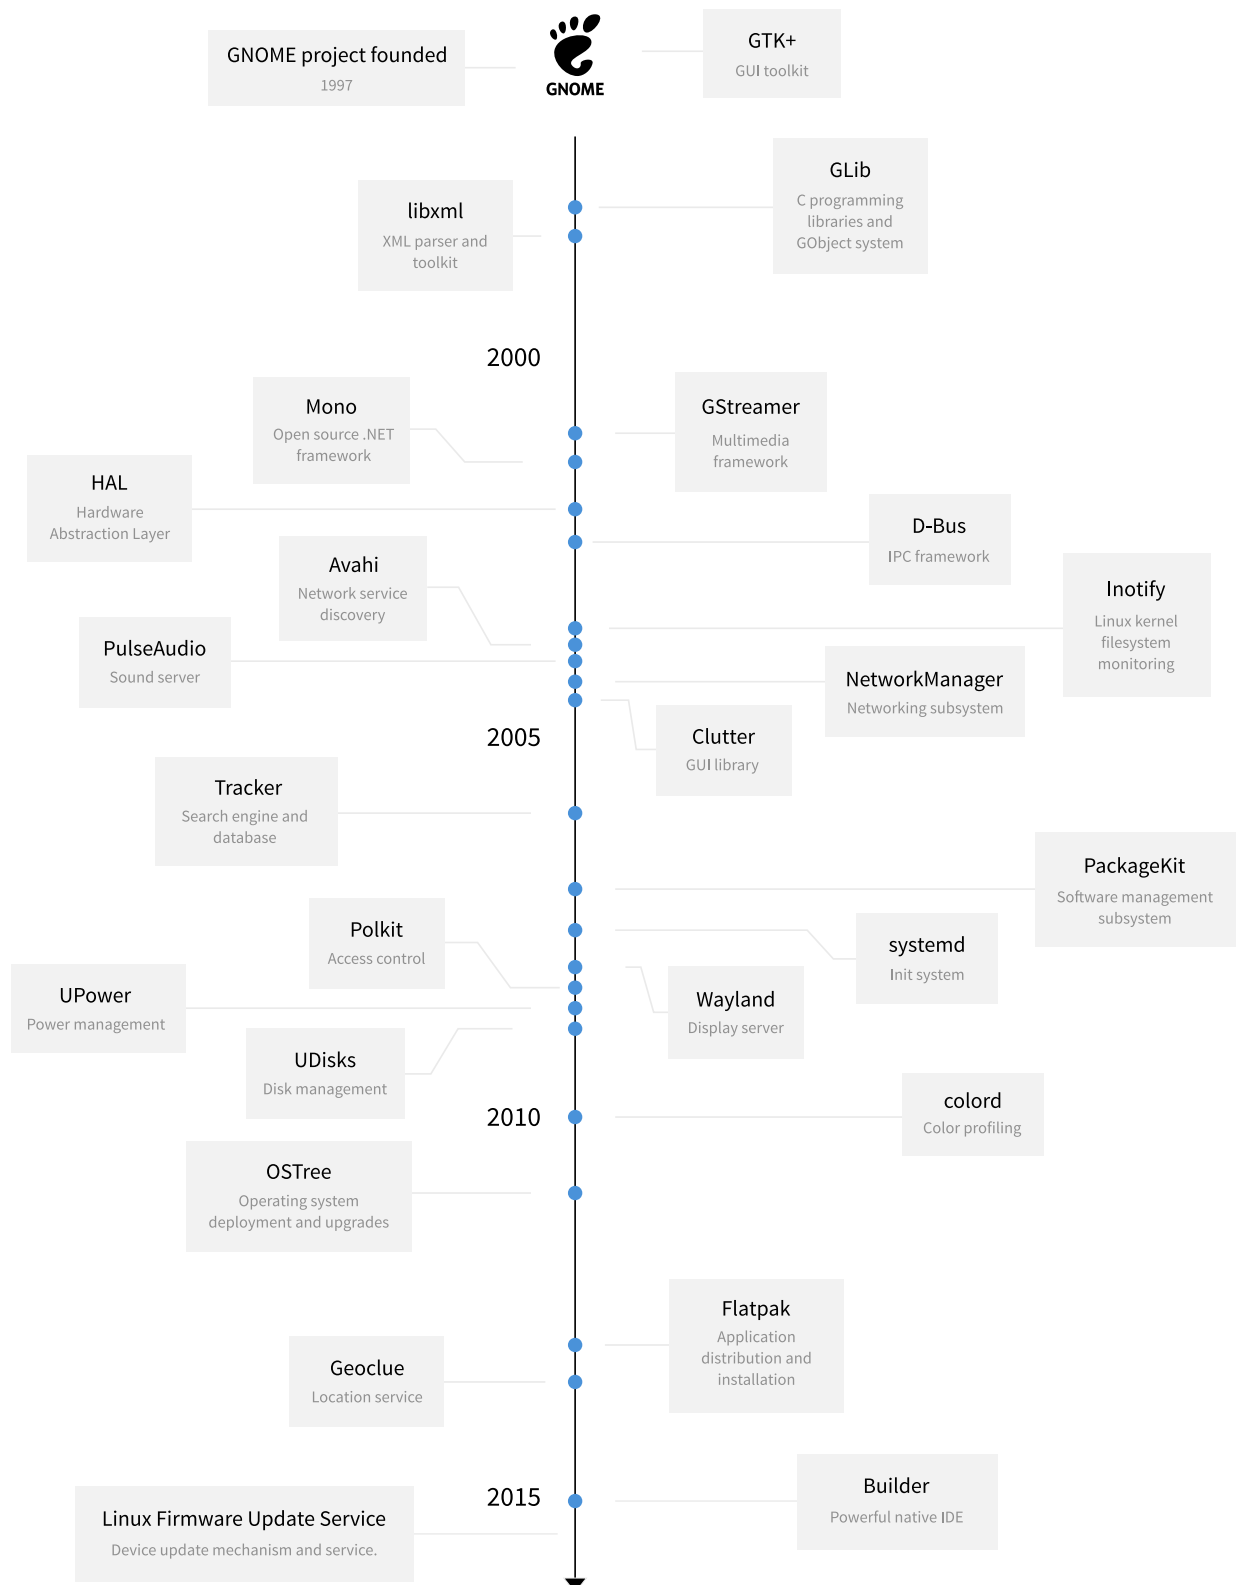 GNOME project founded
1997
GNOME
GTK+
GUI toolkit
GLib
C programming
libraries and
GObject system
libxml
XML parser and
toolkit
2000
Mono
Open source .NET
framework
GStreamer
Multimedia
framework
HAL
Hardware
Abstraction Layer
D-Bus
IPC framework
Avahi
Network service
discovery
Inotify
Linux kernel
filesystem
monitoring
PulseAudio
Sound server
NetworkManager
Networking subsystem
2005
Clutter
GUI library
Tracker
Search engine and
database
PackageKit
Software management
subsystem
Polkit
Access control
systemd
Init system
UPower
Power management
Wayland
Display server
UDisks
Disk management
2010
colord
Color profiling
OSTree
Operating system
deployment and upgrades
Flatpak
Application
distribution and
installation
Geoclue
Location service
2015
Builder
Powerful native IDE
Linux Firmware Update Service
Device update mechanism and service.